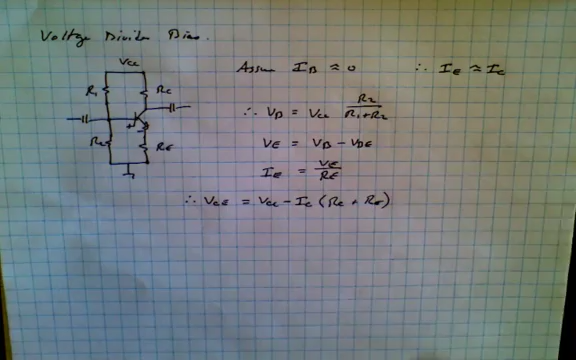 Voltage Divider Bias.
Vcc
R1
Rc
R2
RE
Assum IB ≈ 0 ∴ IE ≈ Ic
∴ VB = Vcc R2 / R1+R2
VE = VB - VBE
IE = VE / RE
∴ VCE = Vcc - Ic (Rc + RE)